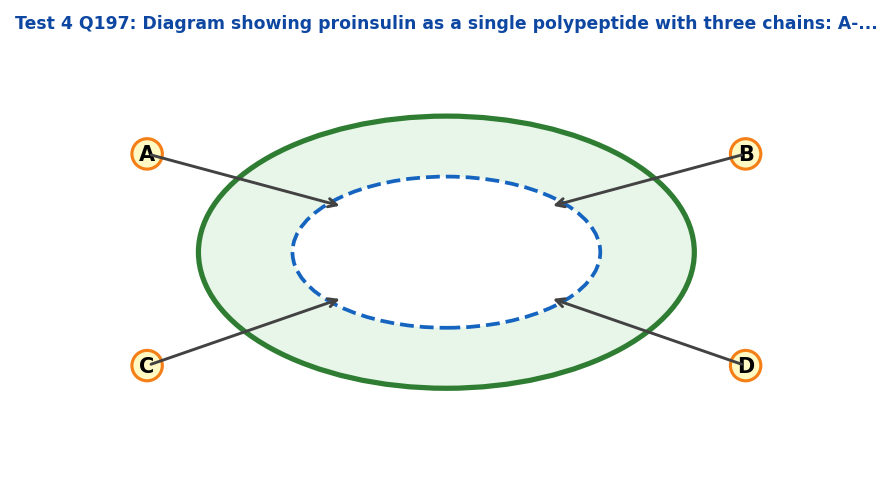 Test 4 Q197: Diagram showing proinsulin as a single polypeptide with three chains: A-...
A
B
C
D